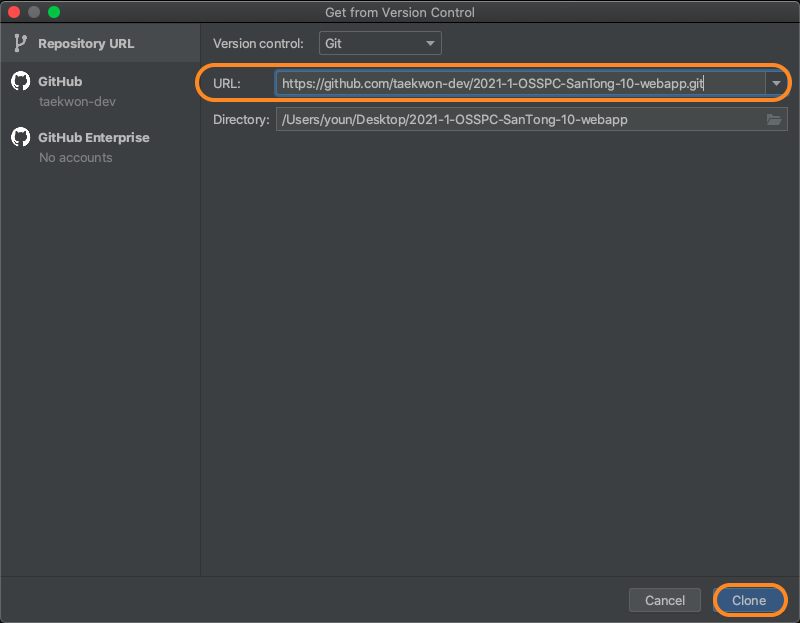 Get from Version Control
Repository URL
GitHub
taekwon-dev
GitHub Enterprise
No accounts
Version control: Git
URL: https://github.com/taekwon-dev/2021-1-OSSPC-SanTong-10-webapp.git
Directory: /Users/youn/Desktop/2021-1-OSSPC-SanTong-10-webapp
Cancel Clone